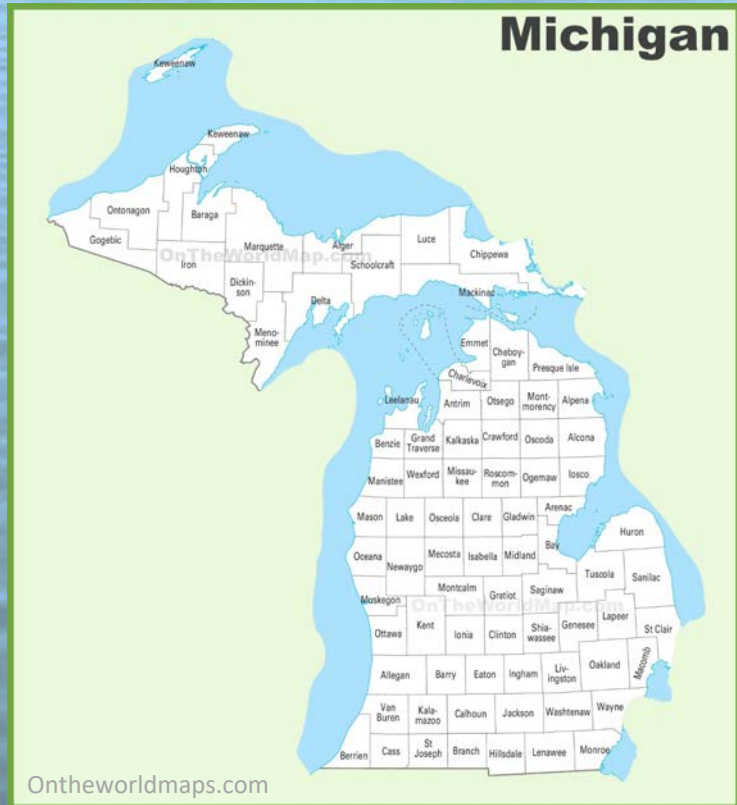 Michigan
Keweenaw
Keweenaw
Houghton
Ontonagon
Baraga
Gogebic
Marquette
Alger
Luce
Chippewa
OnTheWorldMap.com
Iron
Schoolcraft
Dickin-
son
Delta
Mackinac
Meno-
minee
Emmet
Cheboy-
gan
Presque Isle
Charlevoix
Leelanau
Antrim
Otsego
Mont-
morency
Alpena
Benzie
Grand
Traverse
Kalkaska
Crawford
Oscoda
Alcona
Manistee
Wexford
Missau-
kee
Roscom-
mon
Ogemaw
Iosco
Arenac
Mason
Lake
Osceola
Clare
Gladwin
Huron
Bay
Oceana
Newaygo
Mecosta
Isabella
Midland
Tuscola
Sanilac
Montcalm
Gratiot
Saginaw
Muskegon
OnTheWorldMap.com
Lapeer
Ottawa
Kent
Ionia
Clinton
Shia-
wassee
Genesee
St Clair
Allegan
Barry
Eaton
Ingham
Liv-
ingston
Oakland
Macomb
Van
Buren
Kala-
mazoo
Calhoun
Jackson
Washtenaw
Wayne
Berrien
Cass
St
Joseph
Branch
Hillsdale
Lenawee
Monroe
Ontheworldmaps.com